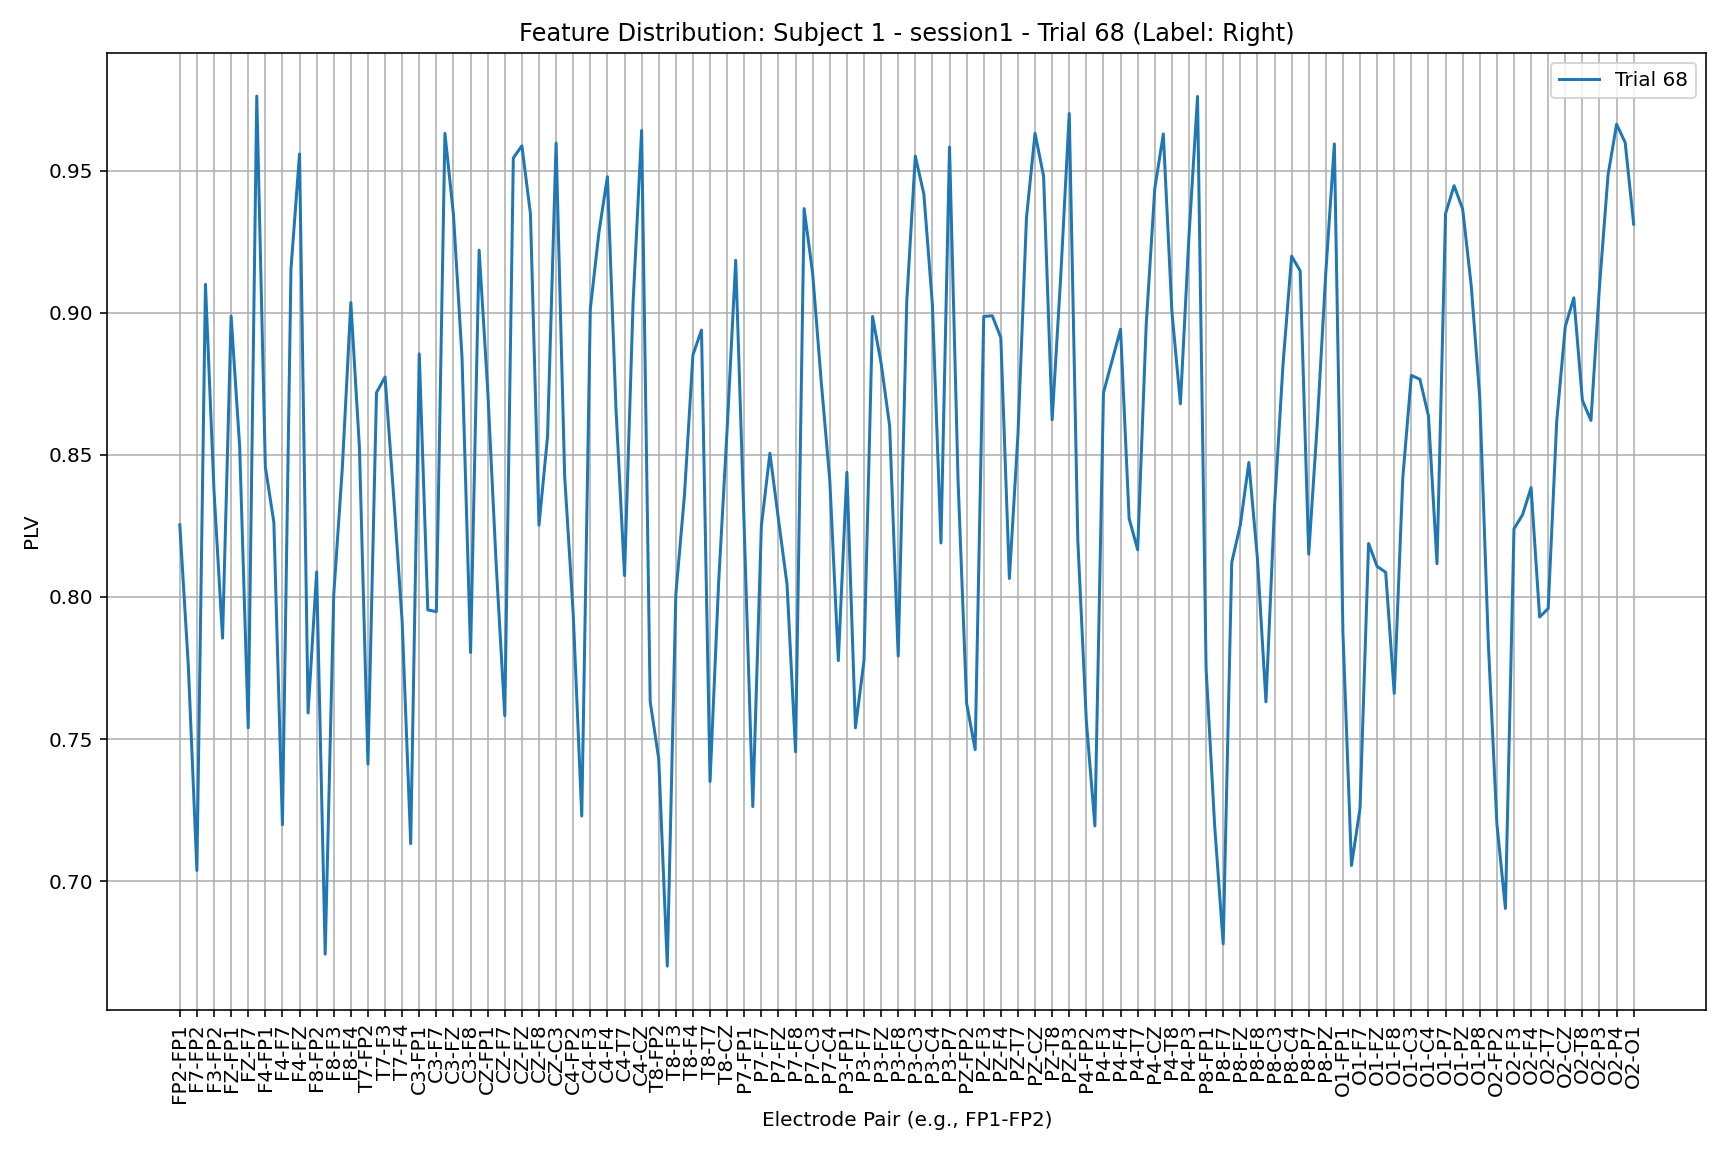 Feature Distribution: Subject 1 - session1 - Trial 68 (Label: Right)
Trial 68
PLV
0.95
0.90
0.85
0.80
0.75
0.70
FP2-FP1
F7-FP2
F3-FP2
FZ-FP1
FZ-F7
F4-FP1
F4-F7
F4-FZ
F8-FP2
F8-F3
F8-F4
T7-FP2
T7-F3
T7-F4
C3-FP1
C3-F7
C3-FZ
C3-F8
CZ-FP1
CZ-F7
CZ-FZ
CZ-F8
CZ-C3
C4-FP2
C4-F3
C4-F4
C4-T7
C4-CZ
T8-FP2
T8-F3
T8-F4
T8-T7
T8-CZ
P7-FP1
P7-F7
P7-FZ
P7-F8
P7-C3
P7-C4
P3-FP1
P3-F7
P3-FZ
P3-F8
P3-C3
P3-C4
P3-P7
PZ-FP2
PZ-F3
PZ-F4
PZ-T7
PZ-CZ
PZ-T8
PZ-P3
P4-FP2
P4-F3
P4-F4
P4-T7
P4-CZ
P4-T8
P4-P3
P8-FP1
P8-F7
P8-FZ
P8-F8
P8-C3
P8-C4
P8-P7
P8-PZ
O1-FP1
O1-F7
O1-FZ
O1-F8
O1-C3
O1-C4
O1-P7
O1-PZ
O1-P8
O2-FP2
O2-F3
O2-F4
O2-T7
O2-CZ
O2-T8
O2-P3
O2-P4
O2-O1
Electrode Pair (e.g., FP1-FP2)